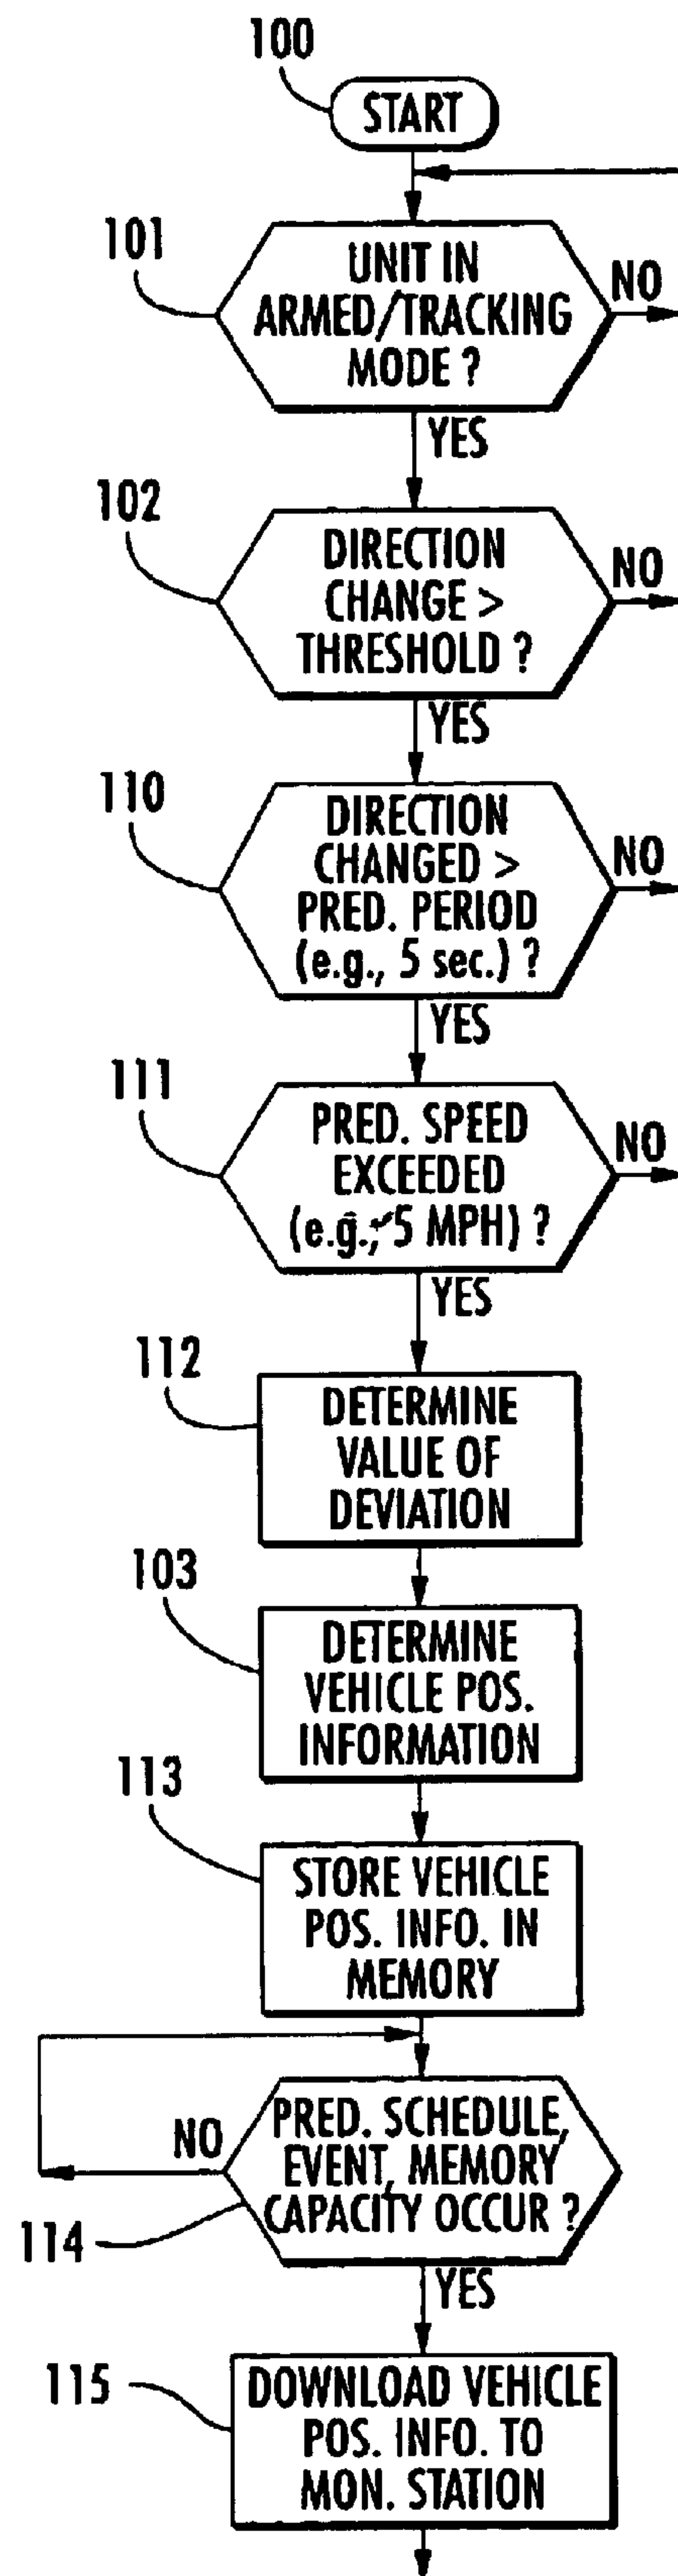 100
START
101
UNIT IN
ARMED/TRACKING
MODE ?
NO
YES
102
DIRECTION
CHANGE >
THRESHOLD ?
NO
YES
110
DIRECTION
CHANGED >
PRED. PERIOD
(e.g., 5 sec.) ?
NO
YES
111
PRED. SPEED
EXCEEDED
(e.g., 5 MPH) ?
NO
YES
112
DETERMINE
VALUE OF
DEVIATION
103
DETERMINE
VEHICLE POS.
INFORMATION
113
STORE VEHICLE
POS. INFO. IN
MEMORY
NO
PRED. SCHEDULE,
EVENT, MEMORY
CAPACITY OCCUR ?
114
YES
115
DOWNLOAD VEHICLE
POS. INFO. TO
MON. STATION